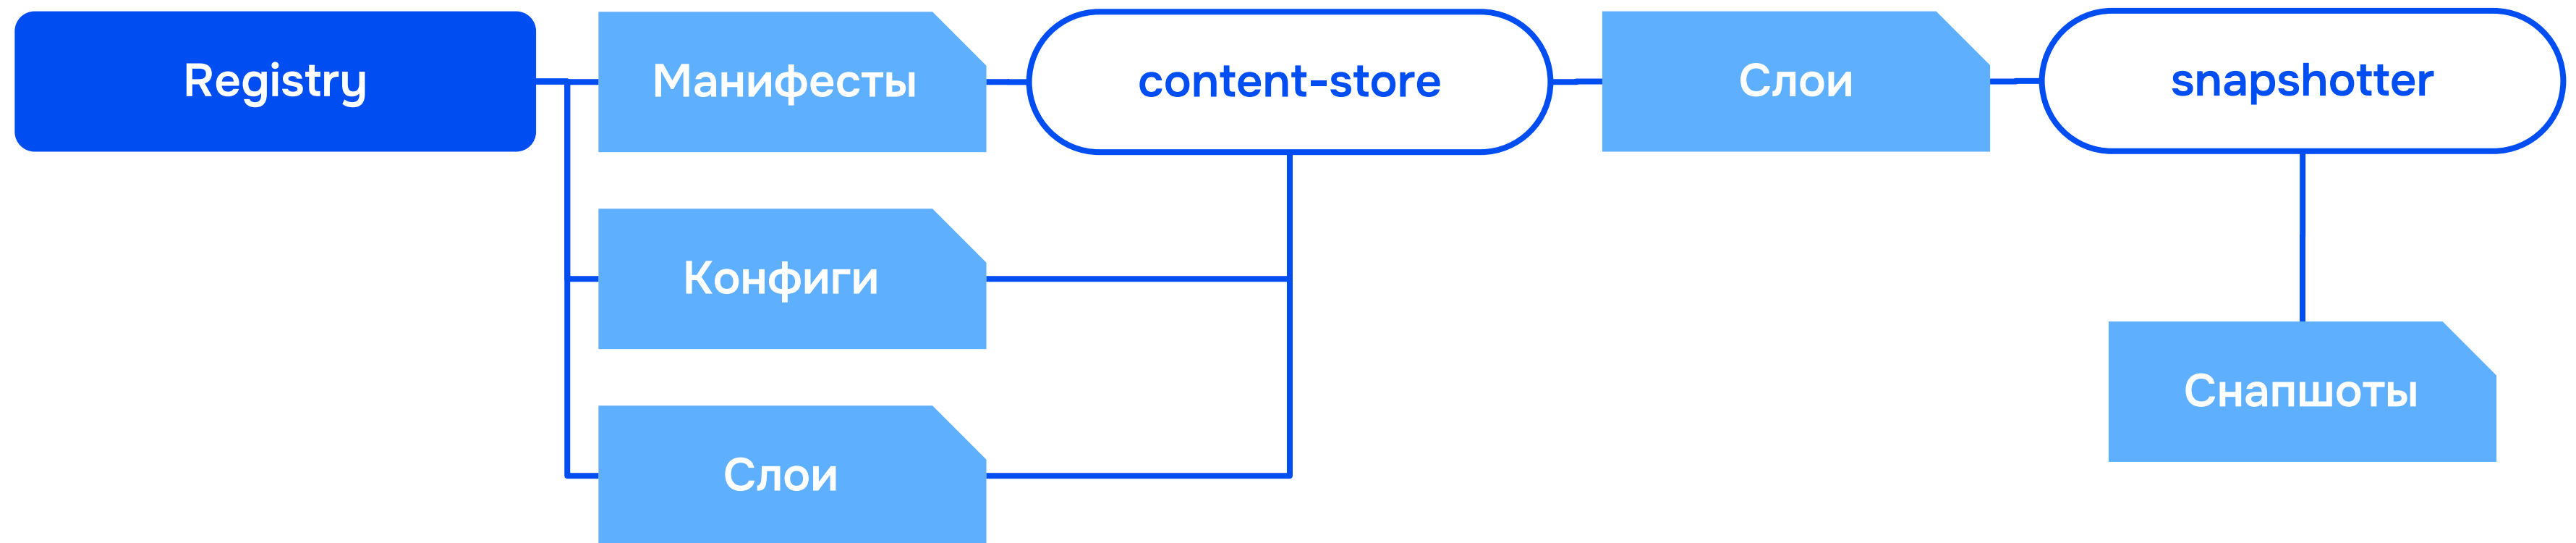 Registry
Манифесты
content-store
Слои
snapshotter
Конфиги
Снапшоты
Слои